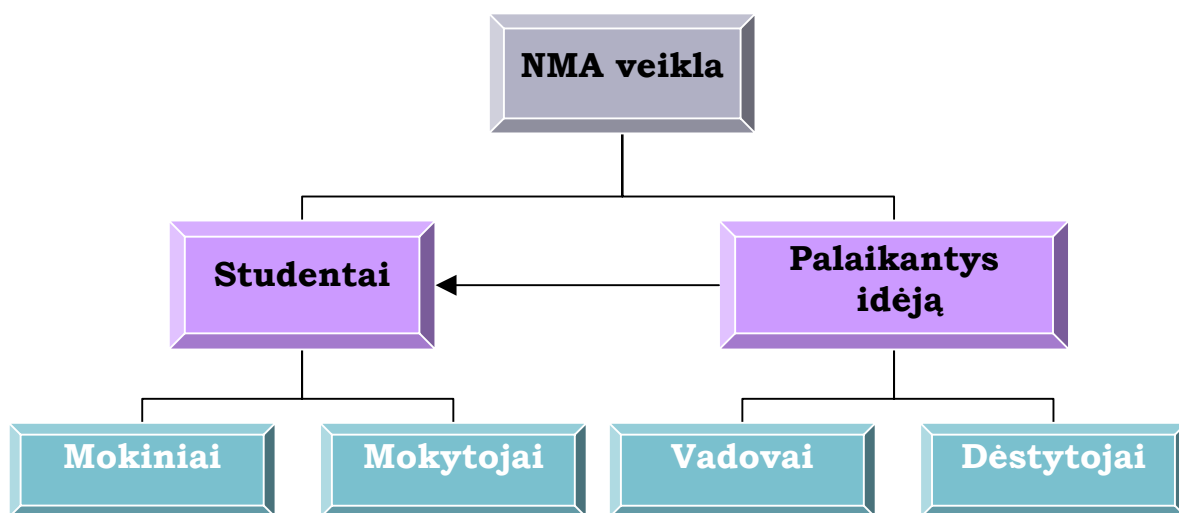 NMA veikla
Studentai
Palaikantys
idėją
Mokiniai
Mokytojai
Vadovai
Dėstytojai